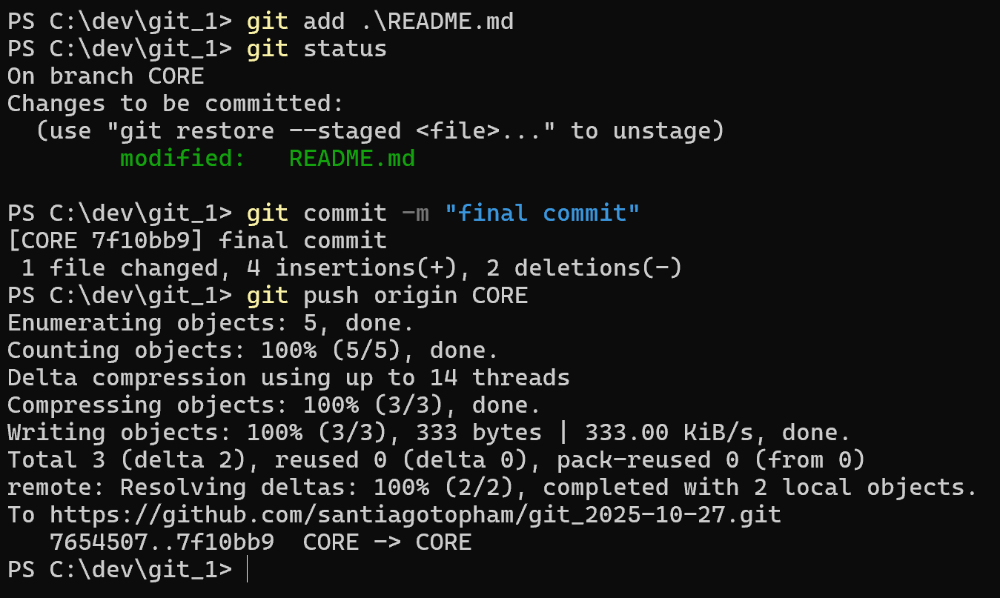 PS C:\dev\git_1> git add .\README.md
PS C:\dev\git_1> git status
On branch CORE
Changes to be committed:
  (use "git restore --staged <file>..." to unstage)
        modified:   README.md

PS C:\dev\git_1> git commit -m "final commit"
[CORE 7f10bb9] final commit
 1 file changed, 4 insertions(+), 2 deletions(-)
PS C:\dev\git_1> git push origin CORE
Enumerating objects: 5, done.
Counting objects: 100% (5/5), done.
Delta compression using up to 14 threads
Compressing objects: 100% (3/3), done.
Writing objects: 100% (3/3), 333 bytes | 333.00 KiB/s, done.
Total 3 (delta 2), reused 0 (delta 0), pack-reused 0 (from 0)
remote: Resolving deltas: 100% (2/2), completed with 2 local objects.
To https://github.com/santiagotopham/git_2025-10-27.git
   7654507..7f10bb9  CORE -> CORE
PS C:\dev\git_1>